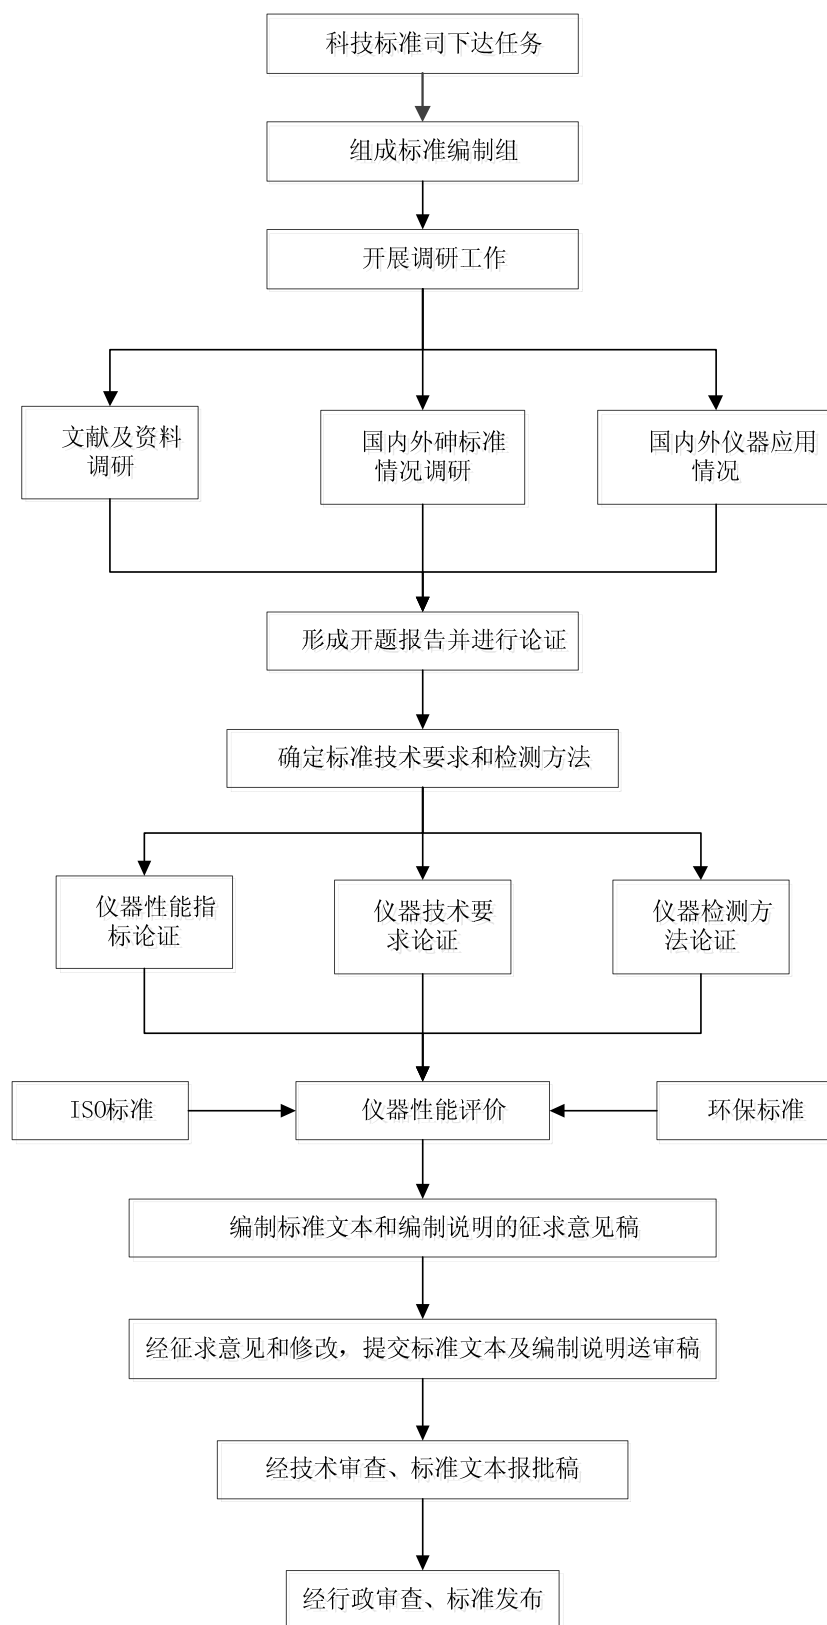 科技标准司下达任务
组成标准编制组
开展调研工作
文献及资料
调研
国内外砷标准
情况调研
国内外仪器应用
情况
形成开题报告并进行论证
确定标准技术要求和检测方法
仪器性能指
标论证
仪器技术要
求论证
仪器检测方
法论证
ISO标准
仪器性能评价
环保标准
编制标准文本和编制说明的征求意见稿
经征求意见和修改，提交标准文本及编制说明送审稿
经技术审查、标准文本报批稿
经行政审查、标准发布